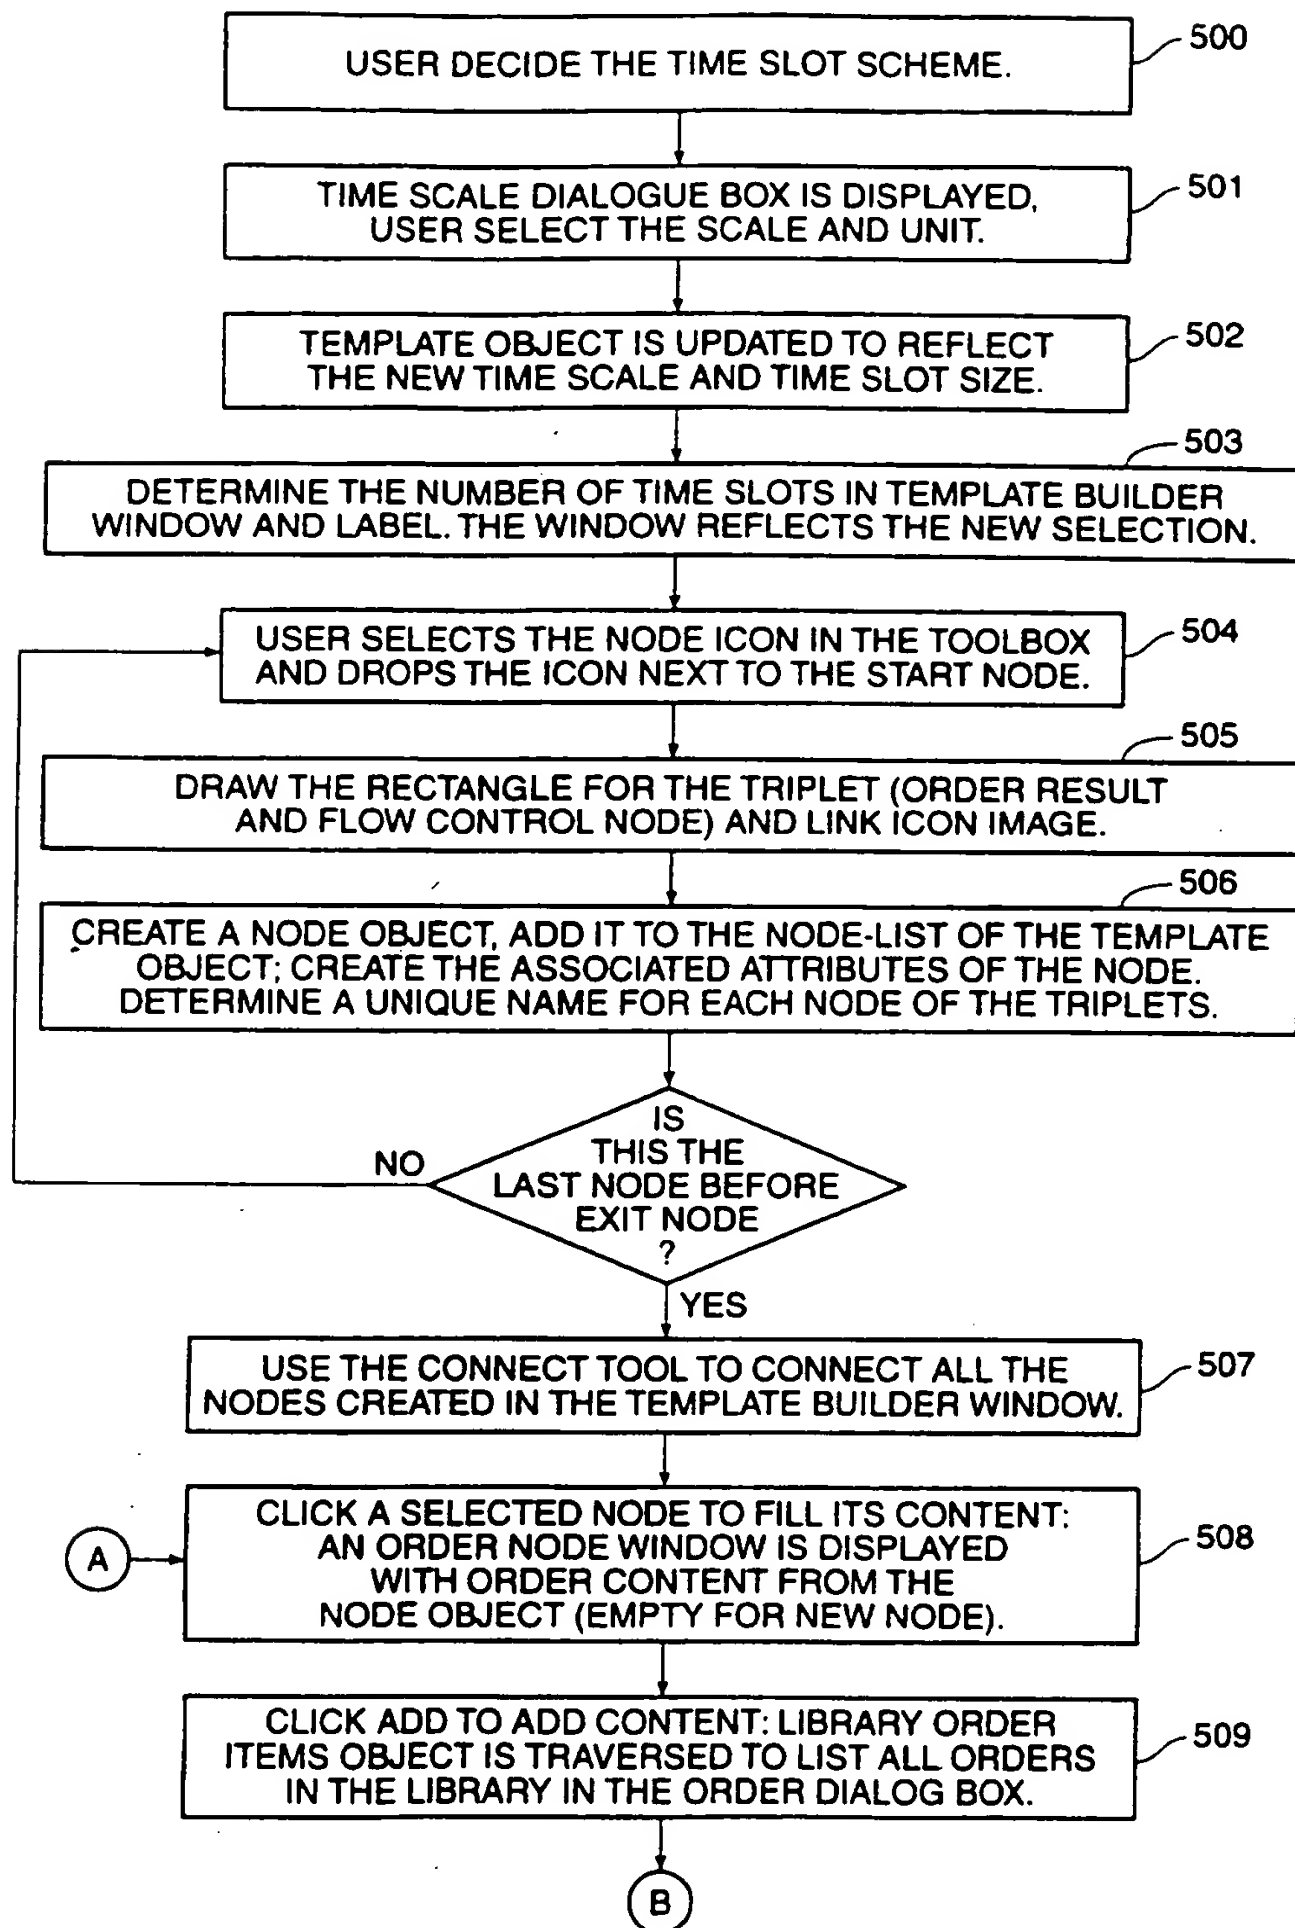 500
USER DECIDE THE TIME SLOT SCHEME.
501
TIME SCALE DIALOGUE BOX IS DISPLAYED,
USER SELECT THE SCALE AND UNIT.
502
TEMPLATE OBJECT IS UPDATED TO REFLECT
THE NEW TIME SCALE AND TIME SLOT SIZE.
503
DETERMINE THE NUMBER OF TIME SLOTS IN TEMPLATE BUILDER
WINDOW AND LABEL. THE WINDOW REFLECTS THE NEW SELECTION.
504
USER SELECTS THE NODE ICON IN THE TOOLBOX
AND DROPS THE ICON NEXT TO THE START NODE.
505
DRAW THE RECTANGLE FOR THE TRIPLET (ORDER RESULT
AND FLOW CONTROL NODE) AND LINK ICON IMAGE.
506
CREATE A NODE OBJECT, ADD IT TO THE NODE-LIST OF THE TEMPLATE
OBJECT; CREATE THE ASSOCIATED ATTRIBUTES OF THE NODE.
DETERMINE A UNIQUE NAME FOR EACH NODE OF THE TRIPLETS.
IS
THIS THE
LAST NODE BEFORE
EXIT NODE
?
NO
YES
507
USE THE CONNECT TOOL TO CONNECT ALL THE
NODES CREATED IN THE TEMPLATE BUILDER WINDOW.
A
508
CLICK A SELECTED NODE TO FILL ITS CONTENT:
AN ORDER NODE WINDOW IS DISPLAYED
WITH ORDER CONTENT FROM THE
NODE OBJECT (EMPTY FOR NEW NODE).
509
CLICK ADD TO ADD CONTENT: LIBRARY ORDER
ITEMS OBJECT IS TRAVERSED TO LIST ALL ORDERS
IN THE LIBRARY IN THE ORDER DIALOG BOX.
B